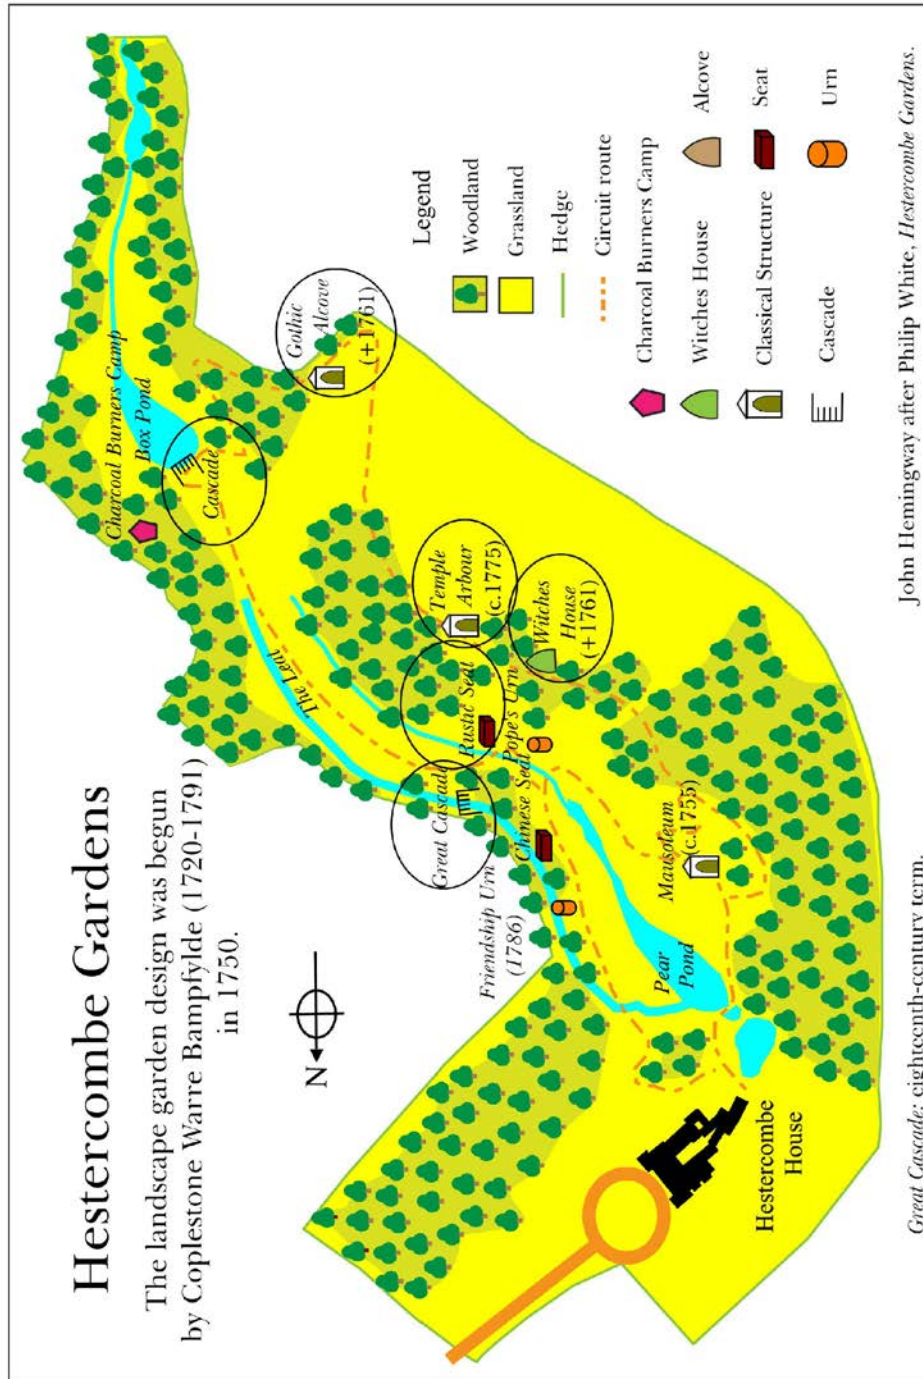 Hestercombe Gardens
The landscape garden design was begun
by Coplestone Warre Bampfylde (1720-1791)
in 1750.
N
Charcoal Burners Camp
Box Pond
Cascade
Gothic
Alcove
(+1761)
The Leat
Temple
Arbour
(c.1775)
Witches
House
(+1761)
Rustic Seat
Pope's Urn
Great Cascade
Chinese Seat
Friendship Urn
(1786)
Mausoleum
(c.1755)
Pear
Pond
Hestercombe
House
Legend
Woodland
Grassland
Hedge
Circuit route
Charcoal Burners Camp
Witches House
Alcove
Classical Structure
Seat
Cascade
Urn
Great Cascade: eighteenth-century term.
John Hemingway after Philip White, Hestercombe Gardens.